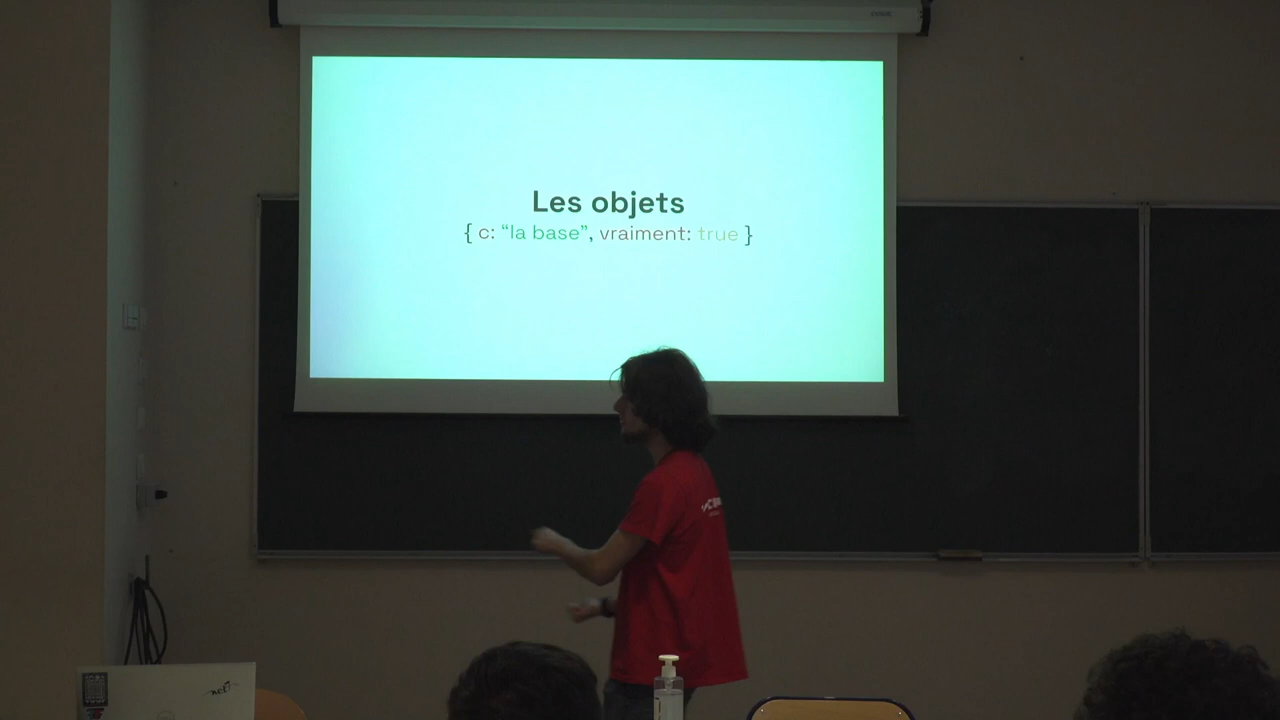 Les objets
{ c: “la base”, vraiment: true }